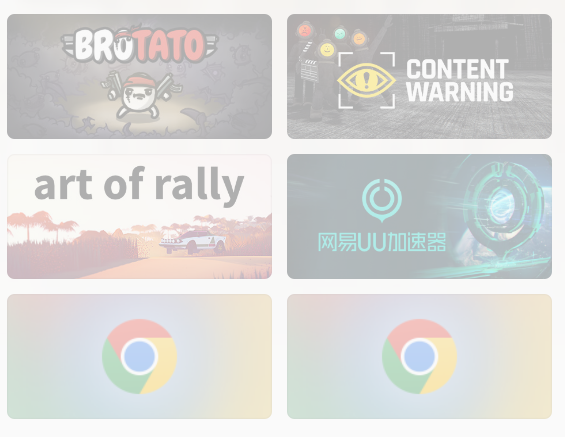 BROTATO
CONTENT
WARNING
art of rally
网易UU加速器